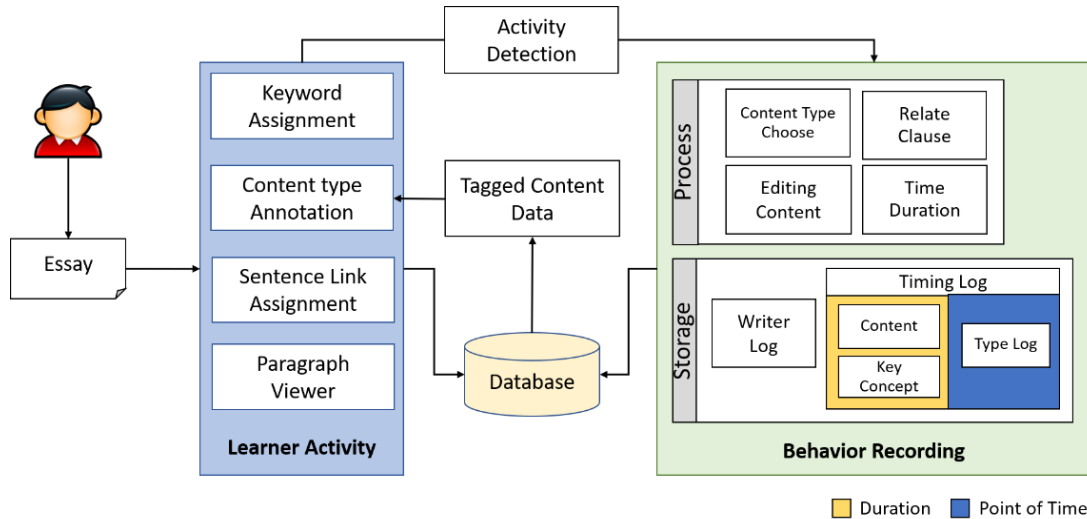 Activity
Detection
Keyword
Assignment
Content type
Annotation
Sentence Link
Assignment
Paragraph
Viewer
Learner Activity
Essay
Tagged Content
Data
Database
Process
Content Type
Choose
Relate
Clause
Editing
Content
Time
Duration
Storage
Writer
Log
Timing Log
Content
Key
Concept
Type Log
Behavior Recording
Duration
Point of Time